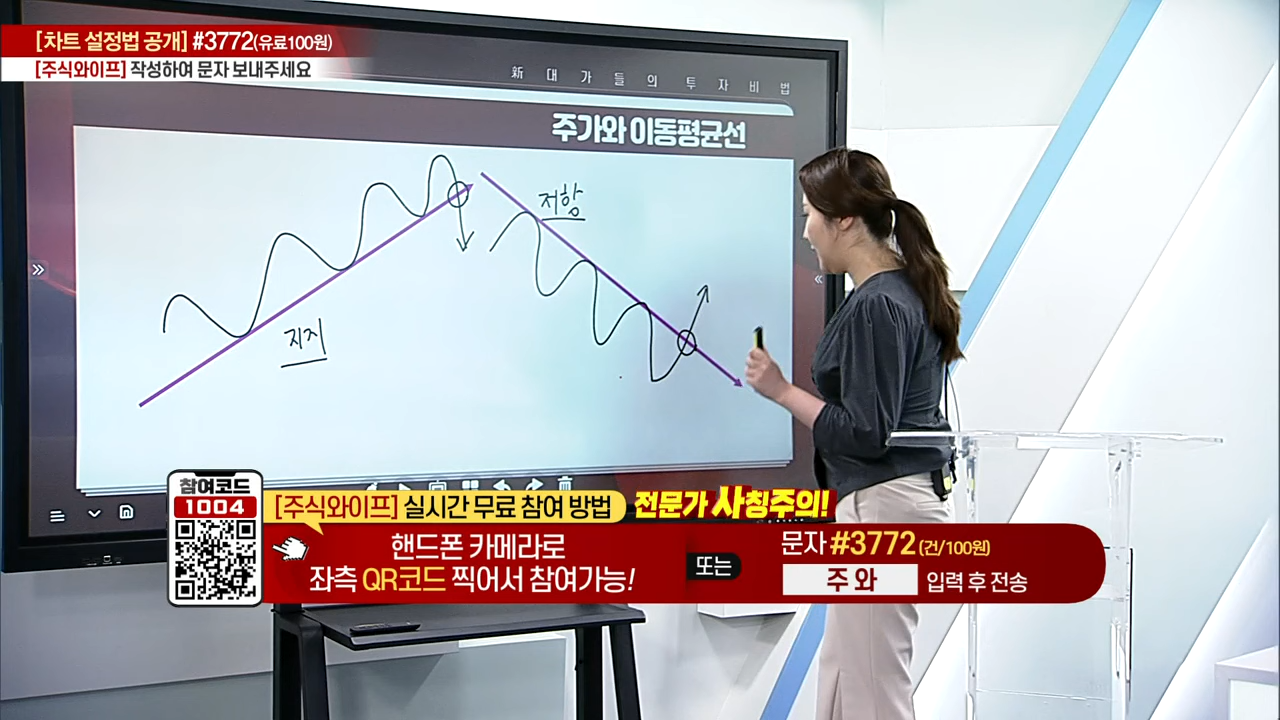 [차트 설정법 공개] #3772(유료100원)
[주식와이프] 작성하여 문자 보내주세요
新 대 가 들 의 투 자 비 법
주가와 이동평균선
저항
지지
참여코드
1004
[주식와이프] 실시간 무료 참여 방법
전문가 사칭주의!
핸드폰 카메라로
좌측 QR코드 찍어서 참여가능!
또는
문자 #3772 (건/100원)
주 와 입력 후 전송